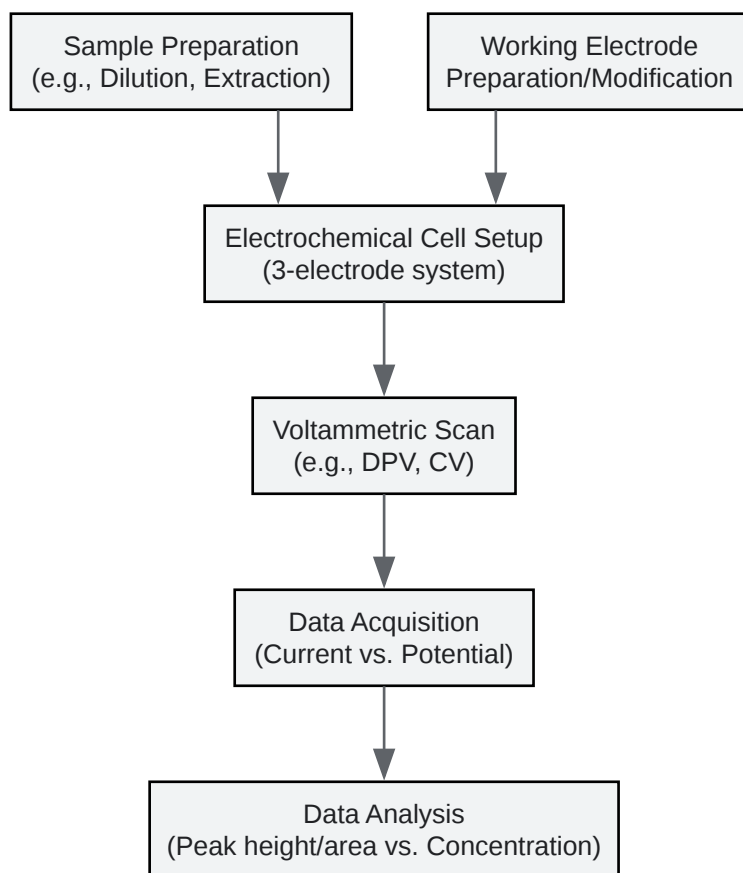 Sample Preparation
(e.g., Dilution, Extraction)
Working Electrode
Preparation/Modification
Electrochemical Cell Setup
(3-electrode system)
Voltammetric Scan
(e.g., DPV, CV)
Data Acquisition
(Current vs. Potential)
Data Analysis
(Peak height/area vs. Concentration)